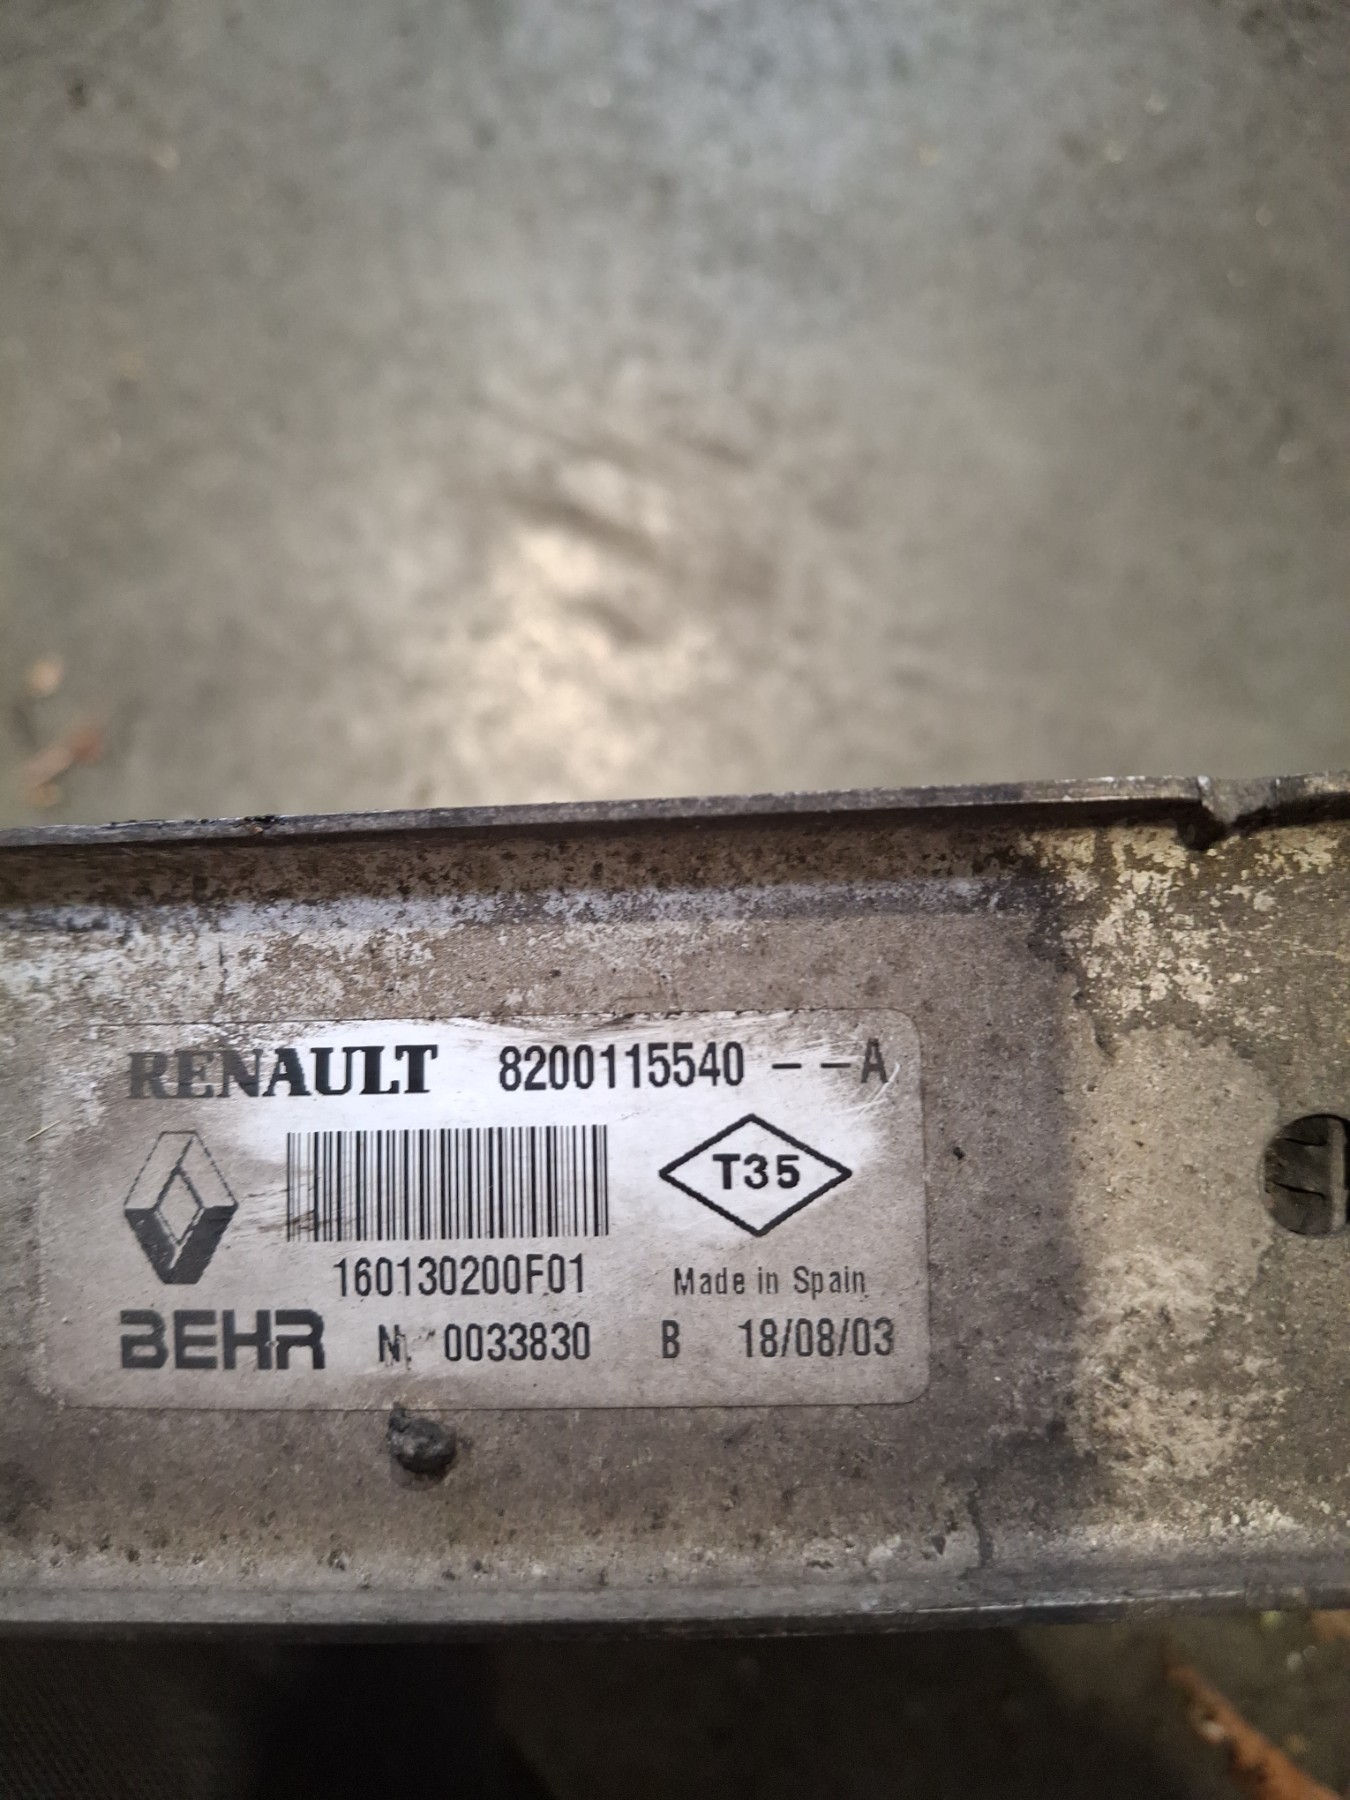 RENAULT 8200115540 - - A
T35
160130200F01 Made in Spain
BEHR N. 0033830 B 18/08/03